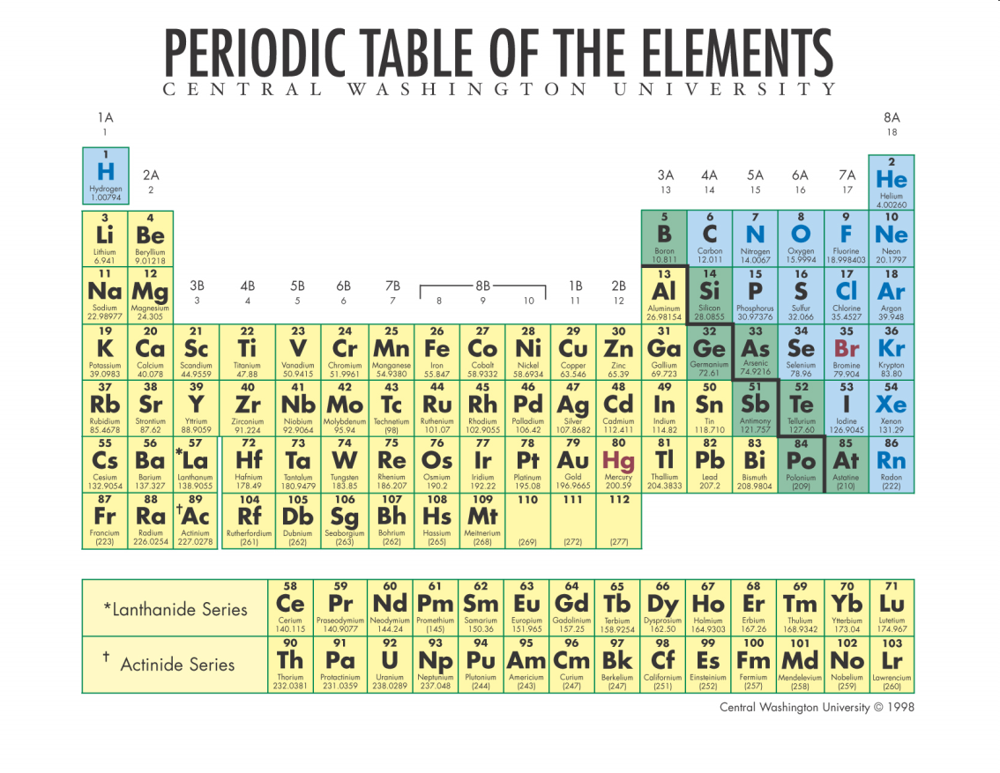 PERIODIC TABLE OF THE ELEMENTS
CENTRAL WASHINGTON UNIVERSITY
1A 8A
1 18
1 2
H He
Hydrogen Helium
1.00794 4.00260
2A 3A 4A 5A 6A 7A
2 13 14 15 16 17
3 4 5 6 7 8 9 10
Li Be B C N O F Ne
Lithium Beryllium Boron Carbon Nitrogen Oxygen Fluorine Neon
6.941 9.01218 10.811 12.011 14.0067 15.9994 18.998403 20.1797
11 12 13 14 15 16 17 18
Na Mg Al Si P S Cl Ar
Sodium Magnesium Aluminum Silicon Phosphorus Sulfur Chlorine Argon
22.98977 24.305 26.98154 28.0855 30.97376 32.066 35.4527 39.948
3B 4B 5B 6B 7B 8B 1B 2B
3 4 5 6 7 8 9 10 11 12
19 20 21 22 23 24 25 26 27 28 29 30 31 32 33 34 35 36
K Ca Sc Ti V Cr Mn Fe Co Ni Cu Zn Ga Ge As Se Br Kr
Potassium Calcium Scandium Titanium Vanadium Chromium Manganese Iron Cobalt Nickel Copper Zinc Gallium Germanium Arsenic Selenium Bromine Krypton
39.0983 40.078 44.9559 47.88 50.9415 51.9961 54.9380 55.847 58.9332 58.6934 63.546 65.39 69.723 72.61 74.9216 78.96 79.904 83.80
37 38 39 40 41 42 43 44 45 46 47 48 49 50 51 52 53 54
Rb Sr Y Zr Nb Mo Tc Ru Rh Pd Ag Cd In Sn Sb Te I Xe
Rubidium Strontium Yttrium Zirconium Niobium Molybdenum Technetium Ruthenium Rhodium Palladium Silver Cadmium Indium Tin Antimony Tellurium Iodine Xenon
85.4678 87.62 88.9059 91.224 92.9064 95.94 (98) 101.07 102.9055 106.42 107.8682 112.411 114.82 118.710 121.757 127.60 126.9045 131.29
55 56 57 72 73 74 75 76 77 78 79 80 81 82 83 84 85 86
Cs Ba *La Hf Ta W Re Os Ir Pt Au Hg Tl Pb Bi Po At Rn
Cesium Barium Lanthanum Hafnium Tantalum Tungsten Rhenium Osmium Iridium Platinum Gold Mercury Thallium Lead Bismuth Polonium Astatine Radon
132.9054 137.327 138.9055 178.49 180.9479 183.85 186.207 190.2 192.22 195.08 196.9665 200.59 204.3833 207.2 208.9804 (209) (210) (222)
87 88 89 104 105 106 107 108 109 110 111 112
Fr Ra †Ac Rf Db Sg Bh Hs Mt
Francium Radium Actinium Rutherfordium Dubnium Seaborgium Bohrium Hassium Meitnerium
(223) 226.0254 227.0278 (261) (262) (263) (262) (265) (268) (269) (272) (277)
58 59 60 61 62 63 64 65 66 67 68 69 70 71
*Lanthanide Series Ce Pr Nd Pm Sm Eu Gd Tb Dy Ho Er Tm Yb Lu
Cerium Praseodymium Neodymium Promethium Samarium Europium Gadolinium Terbium Dysprosium Holmium Erbium Thulium Ytterbium Lutetium
140.115 140.9077 144.24 (145) 150.36 151.965 157.25 158.9254 162.50 164.9303 167.26 168.9342 173.04 174.967
90 91 92 93 94 95 96 97 98 99 100 101 102 103
† Actinide Series Th Pa U Np Pu Am Cm Bk Cf Es Fm Md No Lr
Thorium Protactinium Uranium Neptunium Plutonium Americium Curium Berkelium Californium Einsteinium Fermium Mendelevium Nobelium Lawrencium
232.0381 231.0359 238.0289 237.048 (244) (243) (247) (247) (251) (252) (257) (258) (259) (260)
Central Washington University © 1998